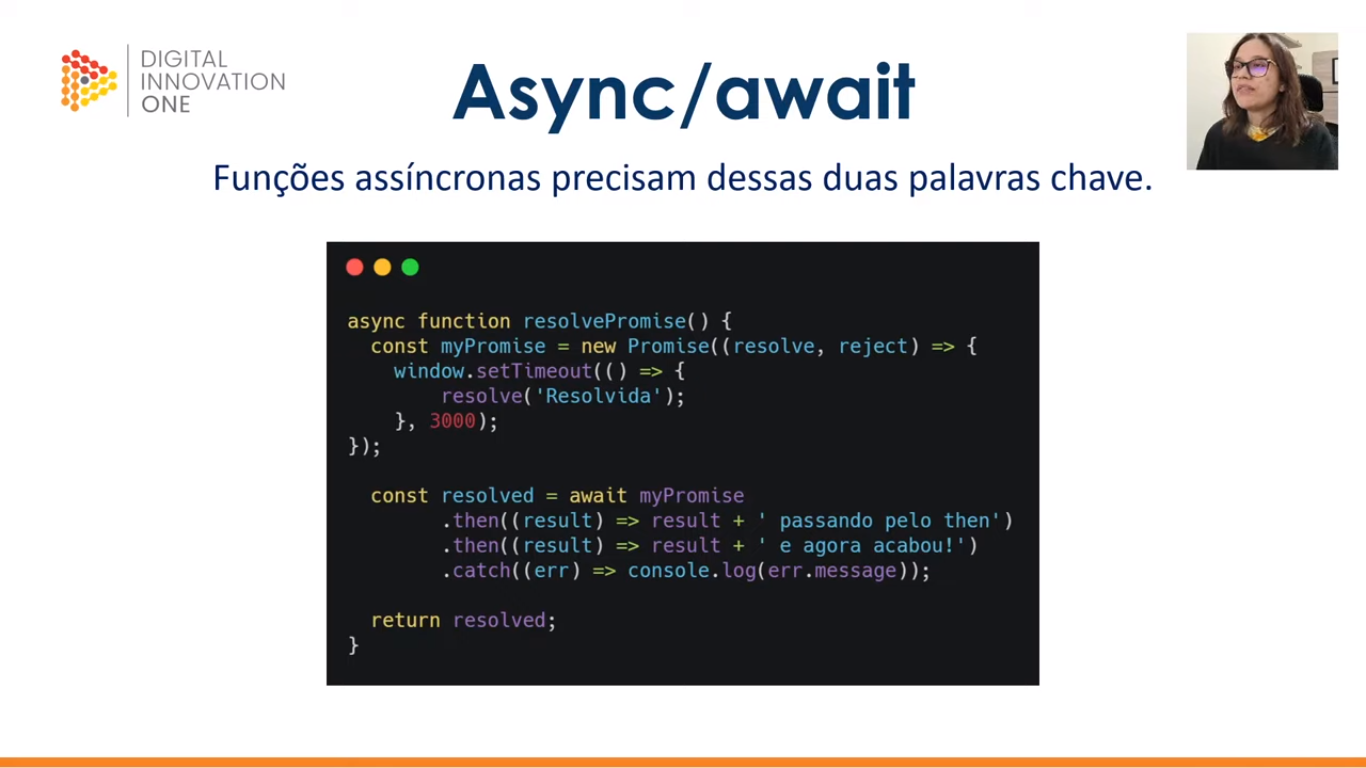 DIGITAL
INNOVATION
ONE
Async/await
Funções assíncronas precisam dessas duas palavras chave.
async function resolvePromise() {
  const myPromise = new Promise((resolve, reject) => {
    window.setTimeout(() => {
        resolve('Resolvida');
    }, 3000);
});
  const resolved = await myPromise
        .then((result) => result + ' passando pelo then')
        .then((result) => result + ' e agora acabou!')
        .catch((err) => console.log(err.message));
  return resolved;
}